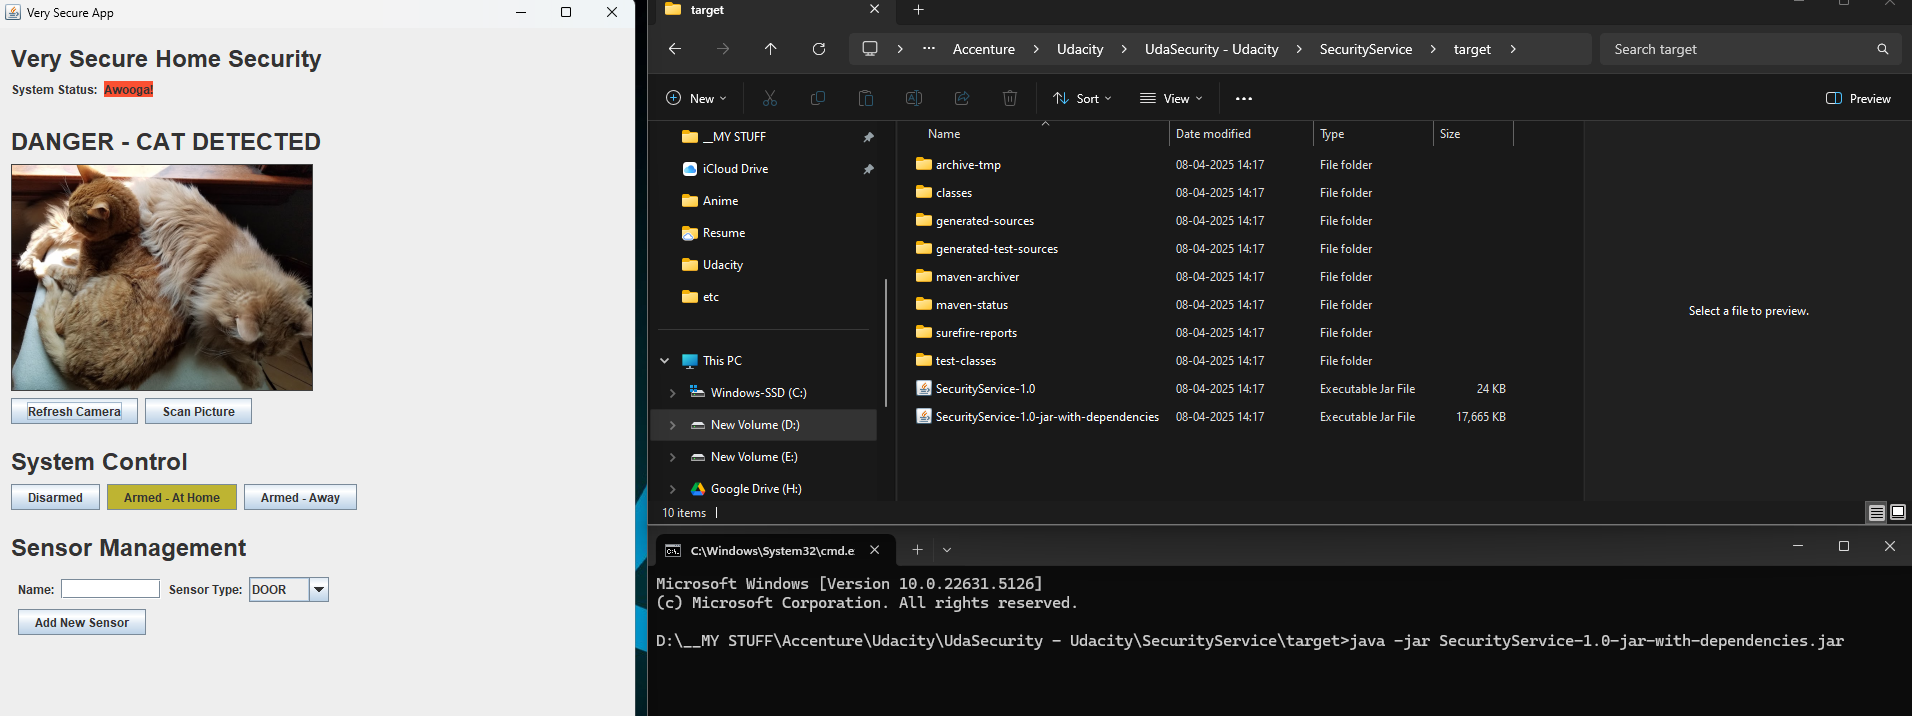 Very Secure App
Very Secure Home Security
System Status: Awooga!
DANGER - CAT DETECTED
Refresh Camera Scan Picture
System Control
Disarmed Armed - At Home Armed - Away
Sensor Management
Name: Sensor Type: DOOR
Add New Sensor
target
... Accenture > Udacity > UdaSecurity - Udacity > SecurityService > target >
Search target
New Sort View ... Preview
__MY STUFF
iCloud Drive
Anime
Resume
Udacity
etc
This PC
Windows-SSD (C:)
New Volume (D:)
New Volume (E:)
Google Drive (H:)
Name Date modified Type Size
archive-tmp 08-04-2025 14:17 File folder
classes 08-04-2025 14:17 File folder
generated-sources 08-04-2025 14:17 File folder
generated-test-sources 08-04-2025 14:17 File folder
maven-archiver 08-04-2025 14:17 File folder
maven-status 08-04-2025 14:17 File folder
surefire-reports 08-04-2025 14:17 File folder
test-classes 08-04-2025 14:17 File folder
SecurityService-1.0 08-04-2025 14:17 Executable Jar File 24 KB
SecurityService-1.0-jar-with-dependencies 08-04-2025 14:17 Executable Jar File 17,665 KB
Select a file to preview.
10 items
C:\Windows\System32\cmd.e
Microsoft Windows [Version 10.0.22631.5126]
(c) Microsoft Corporation. All rights reserved.
D:\__MY STUFF\Accenture\Udacity\UdaSecurity - Udacity\SecurityService\target>java -jar SecurityService-1.0-jar-with-dependencies.jar